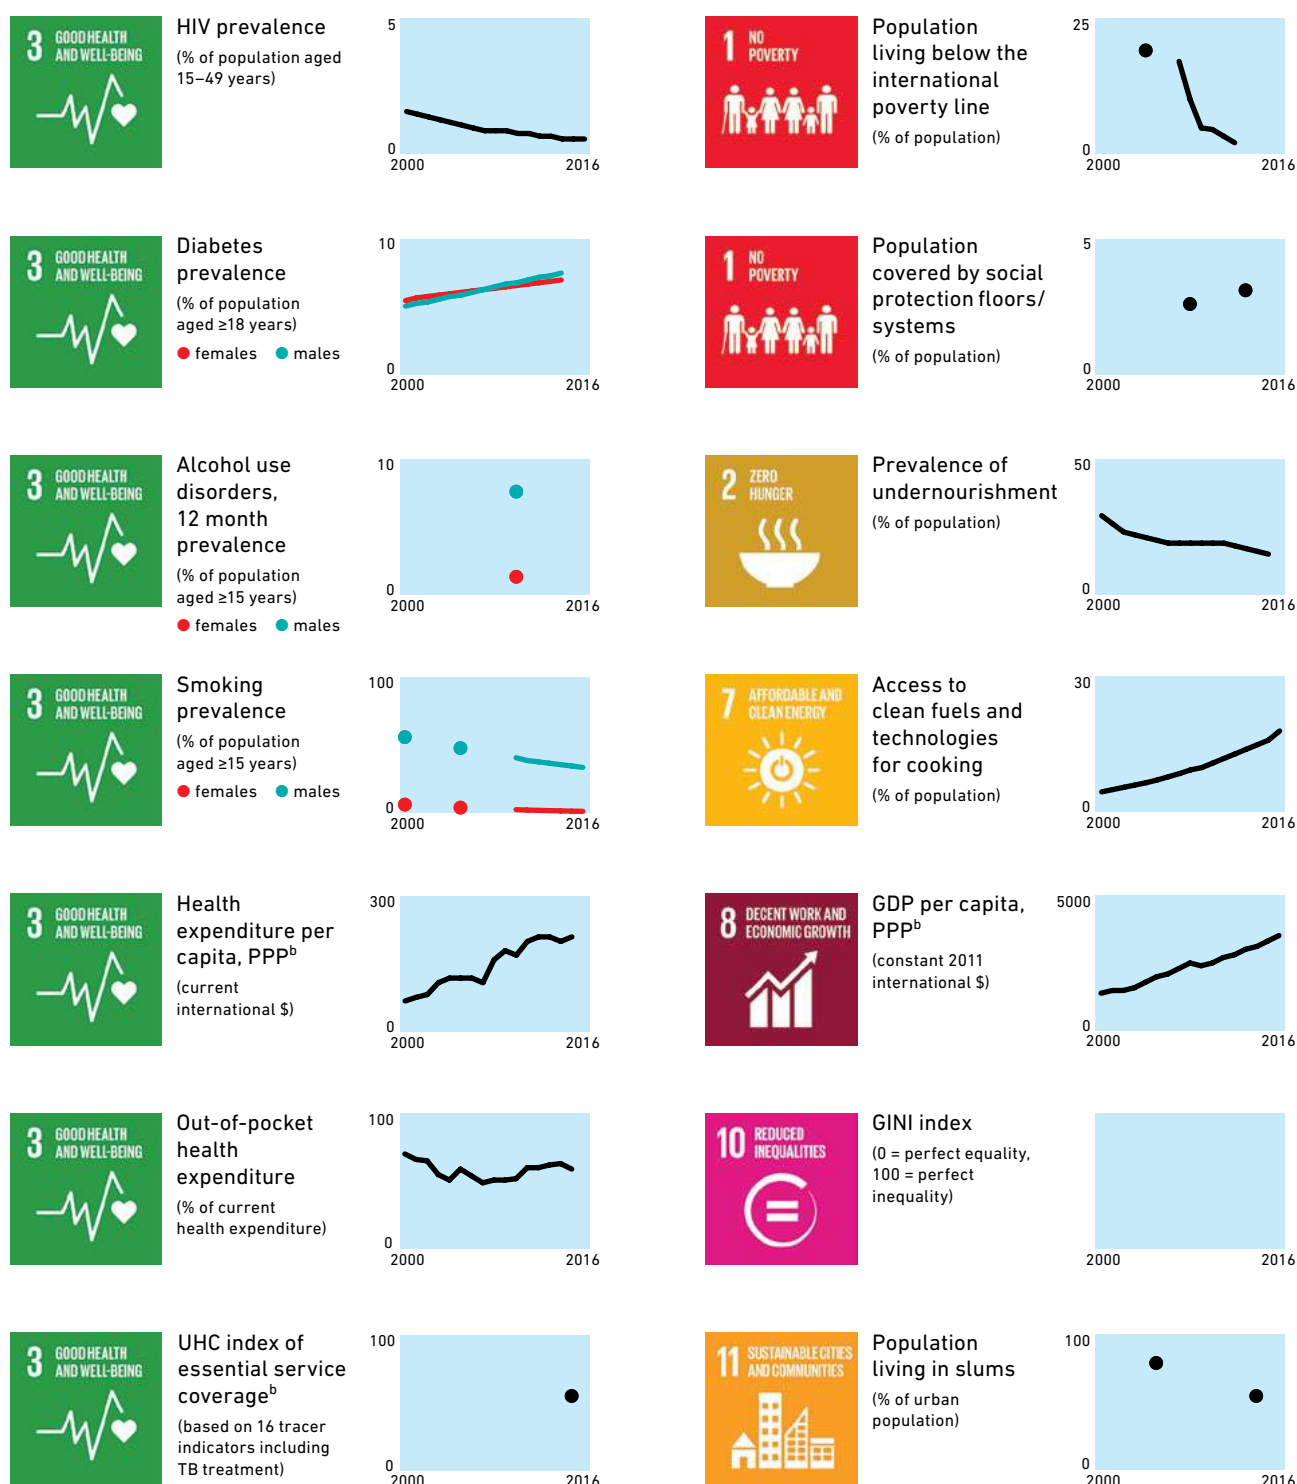 3 GOOD HEALTH
AND WELL-BEING
HIV prevalence
(% of population aged
15–49 years)
5
0
2000 2016
3 GOOD HEALTH
AND WELL-BEING
Diabetes
prevalence
(% of population
aged ≥18 years)
females males
10
0
2000 2016
3 GOOD HEALTH
AND WELL-BEING
Alcohol use
disorders,
12 month
prevalence
(% of population
aged ≥15 years)
females males
10
0
2000 2016
3 GOOD HEALTH
AND WELL-BEING
Smoking
prevalence
(% of population
aged ≥15 years)
females males
100
0
2000 2016
3 GOOD HEALTH
AND WELL-BEING
Health
expenditure per
capita, PPPb
(current
international $)
300
0
2000 2016
3 GOOD HEALTH
AND WELL-BEING
Out-of-pocket
health
expenditure
(% of current
health expenditure)
100
0
2000 2016
3 GOOD HEALTH
AND WELL-BEING
UHC index of
essential service
coverageb
(based on 16 tracer
indicators including
TB treatment)
100
0
2000 2016
1 NO
POVERTY
Population
living below the
international
poverty line
(% of population)
25
0
2000 2016
1 NO
POVERTY
Population
covered by social
protection floors/
systems
(% of population)
5
0
2000 2016
2 ZERO
HUNGER
Prevalence of
undernourishment
(% of population)
50
0
2000 2016
7 AFFORDABLE AND
CLEAN ENERGY
Access to
clean fuels and
technologies
for cooking
(% of population)
30
0
2000 2016
8 DECENT WORK AND
ECONOMIC GROWTH
GDP per capita,
PPPb
(constant 2011
international $)
5000
0
2000 2016
10 REDUCED
INEQUALITIES
GINI index
(0 = perfect equality,
100 = perfect
inequality)
2000 2016
11 SUSTAINABLE CITIES
AND COMMUNITIES
Population
living in slums
(% of urban
population)
100
0
2000 2016